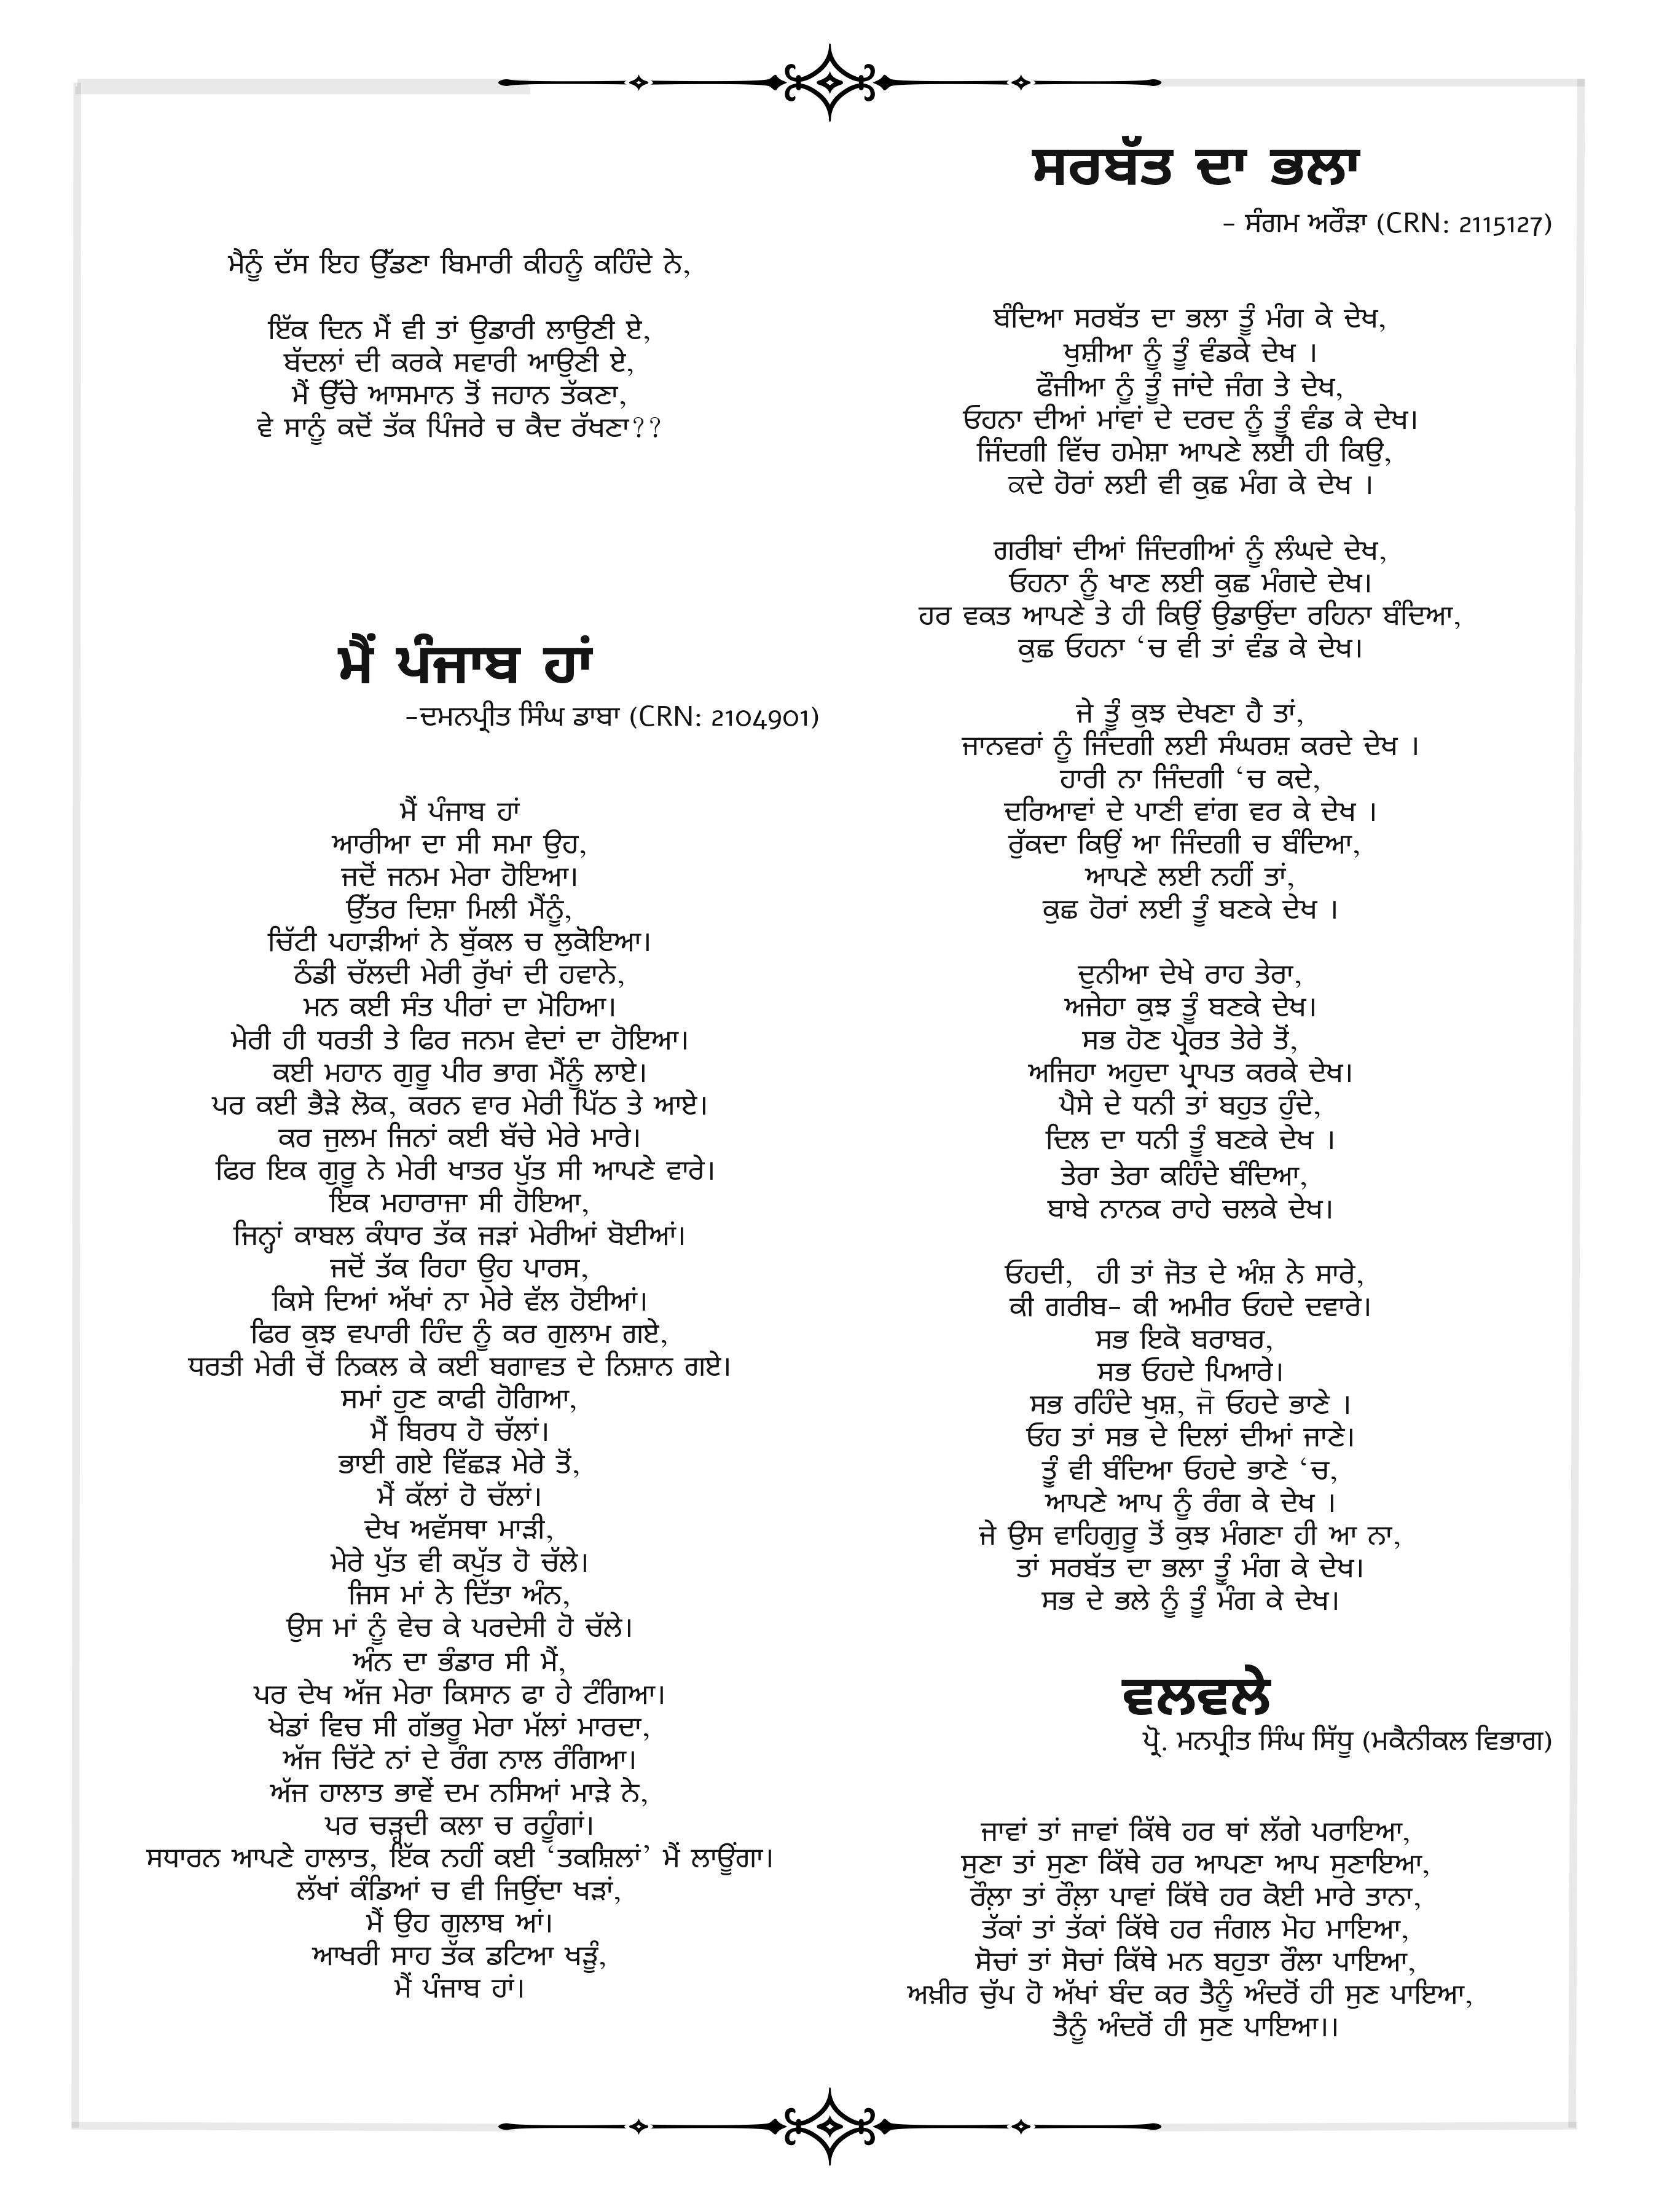 ਮੈਨੂੰ ਦੱਸ ਇਹ ਉੱਡਣਾ ਬਿਮਾਰੀ ਕੀਹਨੂੰ ਕਹਿੰਦੇ ਨੇ,
ਇੱਕ ਦਿਨ ਮੈਂ ਵੀ ਤਾਂ ਉਡਾਰੀ ਲਾਉਣੀ ਏ,
ਬੱਦਲਾਂ ਦੀ ਕਰਕੇ ਸਵਾਰੀ ਆਉਣੀ ਏ,
ਮੈਂ ਉੱਚੇ ਆਸਮਾਨ ਤੋਂ ਜਹਾਨ ਤੱਕਣਾ,
ਵੇ ਸਾਨੂੰ ਕਦੋਂ ਤੱਕ ਪਿੰਜਰੇ ਚ ਕੈਦ ਰੱਖਣਾ??
ਮੈਂ ਪੰਜਾਬ ਹਾਂ
-ਦਮਨਪ੍ਰੀਤ ਸਿੰਘ ਡਾਬਾ (CRN: 2104901)
ਮੈਂ ਪੰਜਾਬ ਹਾਂ
ਆਰੀਆ ਦਾ ਸੀ ਸਮਾ ਉਹ,
ਜਦੋਂ ਜਨਮ ਮੇਰਾ ਹੋਇਆ।
ਉੱਤਰ ਦਿਸ਼ਾ ਮਿਲੀ ਮੈਂਨੂੰ,
ਚਿੱਟੀ ਪਹਾੜੀਆਂ ਨੇ ਬੁੱਕਲ ਚ ਲੁਕੋਇਆ।
ਠੰਡੀ ਚੱਲਦੀ ਮੇਰੀ ਰੁੱਖਾਂ ਦੀ ਹਵਾਨੇ,
ਮਨ ਕਈ ਸੰਤ ਪੀਰਾਂ ਦਾ ਮੋਹਿਆ।
ਮੇਰੀ ਹੀ ਧਰਤੀ ਤੇ ਫਿਰ ਜਨਮ ਵੇਦਾਂ ਦਾ ਹੋਇਆ।
ਕਈ ਮਹਾਨ ਗੁਰੂ ਪੀਰ ਭਾਗ ਮੈਂਨੂੰ ਲਾਏ।
ਪਰ ਕਈ ਭੈੜੇ ਲੋਕ, ਕਰਨ ਵਾਰ ਮੇਰੀ ਪਿੱਠ ਤੇ ਆਏ।
ਕਰ ਜੁਲਮ ਜਿਨਾਂ ਕਈ ਬੱਚੇ ਮੇਰੇ ਮਾਰੇ।
ਫਿਰ ਇਕ ਗੁਰੂ ਨੇ ਮੇਰੀ ਖਾਤਰ ਪੁੱਤ ਸੀ ਆਪਣੇ ਵਾਰੇ।
ਇਕ ਮਹਾਰਾਜਾ ਸੀ ਹੋਇਆ,
ਜਿਨ੍ਹਾਂ ਕਾਬਲ ਕੰਧਾਰ ਤੱਕ ਜੜਾਂ ਮੇਰੀਆਂ ਬੋਈਆਂ।
ਜਦੋਂ ਤੱਕ ਰਿਹਾ ਉਹ ਪਾਰਸ,
ਕਿਸੇ ਦਿਆਂ ਅੱਖਾਂ ਨਾ ਮੇਰੇ ਵੱਲ ਹੋਈਆਂ।
ਫਿਰ ਕੁਝ ਵਪਾਰੀ ਹਿੰਦ ਨੂੰ ਕਰ ਗੁਲਾਮ ਗਏ,
ਧਰਤੀ ਮੇਰੀ ਚੋਂ ਨਿਕਲ ਕੇ ਕਈ ਬਗਾਵਤ ਦੇ ਨਿਸ਼ਾਨ ਗਏ।
ਸਮਾਂ ਹੁਣ ਕਾਫੀ ਹੋਗਿਆ,
ਮੈਂ ਬਿਰਧ ਹੋ ਚੱਲਾਂ।
ਭਾਈ ਗਏ ਵਿੱਛੜ ਮੇਰੇ ਤੋਂ,
ਮੈਂ ਕੱਲਾਂ ਹੋ ਚੱਲਾਂ।
ਦੇਖ ਅਵੱਸਥਾ ਮਾੜੀ,
ਮੇਰੇ ਪੁੱਤ ਵੀ ਕਪੁੱਤ ਹੋ ਚੱਲੇ।
ਜਿਸ ਮਾਂ ਨੇ ਦਿੱਤਾ ਅੰਨ,
ਉਸ ਮਾਂ ਨੂੰ ਵੇਚ ਕੇ ਪਰਦੇਸੀ ਹੋ ਚੱਲੇ।
ਅੰਨ ਦਾ ਭੰਡਾਰ ਸੀ ਮੈਂ,
ਪਰ ਦੇਖ ਅੱਜ ਮੇਰਾ ਕਿਸਾਨ ਫਾ ਹੇ ਟੰਗਿਆ।
ਖੇਡਾਂ ਵਿਚ ਸੀ ਗੱਭਰੂ ਮੇਰਾ ਮੱਲਾਂ ਮਾਰਦਾ,
ਅੱਜ ਚਿੱਟੇ ਨਾਂ ਦੇ ਰੰਗ ਨਾਲ ਰੰਗਿਆ।
ਅੱਜ ਹਾਲਾਤ ਭਾਵੇਂ ਦਮ ਨਸਿਆਂ ਮਾੜੇ ਨੇ,
ਪਰ ਚੜ੍ਹਦੀ ਕਲਾ ਚ ਰਹੂੰਗਾਂ।
ਸਧਾਰਨ ਆਪਣੇ ਹਾਲਾਤ, ਇੱਕ ਨਹੀਂ ਕਈ ‘ਤਕਸ਼ਿਲਾਂ’ ਮੈਂ ਲਾਊਂਗਾ।
ਲੱਖਾਂ ਕੰਡਿਆਂ ਚ ਵੀ ਜਿਉਂਦਾ ਖੜਾਂ,
ਮੈਂ ਉਹ ਗੁਲਾਬ ਆਂ।
ਆਖਰੀ ਸਾਹ ਤੱਕ ਡਟਿਆ ਖੜੂੰ,
ਮੈਂ ਪੰਜਾਬ ਹਾਂ।
ਸਰਬੱਤ ਦਾ ਭਲਾ
- ਸੰਗਮ ਅਰੌੜਾ (CRN: 2115127)
ਬੰਦਿਆ ਸਰਬੱਤ ਦਾ ਭਲਾ ਤੂੰ ਮੰਗ ਕੇ ਦੇਖ,
ਖੁਸ਼ੀਆ ਨੂੰ ਤੂੰ ਵੰਡਕੇ ਦੇਖ ।
ਫੌਜੀਆ ਨੂੰ ਤੂੰ ਜਾਂਦੇ ਜੰਗ ਤੇ ਦੇਖ,
ਓਹਨਾ ਦੀਆਂ ਮਾਂਵਾਂ ਦੇ ਦਰਦ ਨੂੰ ਤੂੰ ਵੰਡ ਕੇ ਦੇਖ।
ਜਿੰਦਗੀ ਵਿੱਚ ਹਮੇਸ਼ਾ ਆਪਣੇ ਲਈ ਹੀ ਕਿਉ,
ਕਦੇ ਹੋਰਾਂ ਲਈ ਵੀ ਕੁਛ ਮੰਗ ਕੇ ਦੇਖ ।
ਗਰੀਬਾਂ ਦੀਆਂ ਜਿੰਦਗੀਆਂ ਨੂੰ ਲੰਘਦੇ ਦੇਖ,
ਓਹਨਾ ਨੂੰ ਖਾਣ ਲਈ ਕੁਛ ਮੰਗਦੇ ਦੇਖ।
ਹਰ ਵਕਤ ਆਪਣੇ ਤੇ ਹੀ ਕਿਉਂ ਉਡਾਉਂਦਾ ਰਹਿਨਾ ਬੰਦਿਆ,
ਕੁਛ ਓਹਨਾ ‘ਚ ਵੀ ਤਾਂ ਵੰਡ ਕੇ ਦੇਖ।
ਜੇ ਤੂੰ ਕੁਝ ਦੇਖਣਾ ਹੈ ਤਾਂ,
ਜਾਨਵਰਾਂ ਨੂੰ ਜਿੰਦਗੀ ਲਈ ਸੰਘਰਸ਼ ਕਰਦੇ ਦੇਖ ।
ਹਾਰੀ ਨਾ ਜਿੰਦਗੀ ‘ਚ ਕਦੇ,
ਦਰਿਆਵਾਂ ਦੇ ਪਾਣੀ ਵਾਂਗ ਵਰ ਕੇ ਦੇਖ ।
ਰੁੱਕਦਾ ਕਿਉਂ ਆ ਜਿੰਦਗੀ ਚ ਬੰਦਿਆ,
ਆਪਣੇ ਲਈ ਨਹੀਂ ਤਾਂ,
ਕੁਛ ਹੋਰਾਂ ਲਈ ਤੂੰ ਬਣਕੇ ਦੇਖ ।
ਦੁਨੀਆ ਦੇਖੇ ਰਾਹ ਤੇਰਾ,
ਅਜੇਹਾ ਕੁਝ ਤੂੰ ਬਣਕੇ ਦੇਖ।
ਸਭ ਹੋਣ ਪ੍ਰੇਰਤ ਤੇਰੇ ਤੋਂ,
ਅਜਿਹਾ ਅਹੁਦਾ ਪ੍ਰਾਪਤ ਕਰਕੇ ਦੇਖ।
ਪੈਸੇ ਦੇ ਧਨੀ ਤਾਂ ਬਹੁਤ ਹੁੰਦੇ,
ਦਿਲ ਦਾ ਧਨੀ ਤੂੰ ਬਣਕੇ ਦੇਖ ।
ਤੇਰਾ ਤੇਰਾ ਕਹਿੰਦੇ ਬੰਦਿਆ,
ਬਾਬੇ ਨਾਨਕ ਰਾਹੇ ਚਲਕੇ ਦੇਖ।
ਓਹਦੀ, ਹੀ ਤਾਂ ਜੋਤ ਦੇ ਅੰਸ਼ ਨੇ ਸਾਰੇ,
ਕੀ ਗਰੀਬ- ਕੀ ਅਮੀਰ ਓਹਦੇ ਦਵਾਰੇ।
ਸਭ ਇਕੋ ਬਰਾਬਰ,
ਸਭ ਓਹਦੇ ਪਿਆਰੇ।
ਸਭ ਰਹਿੰਦੇ ਖੁਸ਼, ਜੋ ਓਹਦੇ ਭਾਣੇ ।
ਓਹ ਤਾਂ ਸਭ ਦੇ ਦਿਲਾਂ ਦੀਆਂ ਜਾਣੇ।
ਤੂੰ ਵੀ ਬੰਦਿਆ ਓਹਦੇ ਭਾਣੇ ‘ਚ,
ਆਪਣੇ ਆਪ ਨੂੰ ਰੰਗ ਕੇ ਦੇਖ ।
ਜੇ ਉਸ ਵਾਹਿਗੁਰੂ ਤੋਂ ਕੁਝ ਮੰਗਣਾ ਹੀ ਆ ਨਾ,
ਤਾਂ ਸਰਬੱਤ ਦਾ ਭਲਾ ਤੂੰ ਮੰਗ ਕੇ ਦੇਖ।
ਸਭ ਦੇ ਭਲੇ ਨੂੰ ਤੂੰ ਮੰਗ ਕੇ ਦੇਖ।
ਵਲਵਲੇ
ਪ੍ਰੋ. ਮਨਪ੍ਰੀਤ ਸਿੰਘ ਸਿੱਧੂ (ਮਕੈਨੀਕਲ ਵਿਭਾਗ)
ਜਾਵਾਂ ਤਾਂ ਜਾਵਾਂ ਕਿੱਥੇ ਹਰ ਥਾਂ ਲੱਗੇ ਪਰਾਇਆ,
ਸੁਣਾ ਤਾਂ ਸੁਣਾ ਕਿੱਥੇ ਹਰ ਆਪਣਾ ਆਪ ਸੁਣਾਇਆ,
ਰੌਲ਼ਾ ਤਾਂ ਰੌਲ਼ਾ ਪਾਵਾਂ ਕਿੱਥੇ ਹਰ ਕੋਈ ਮਾਰੇ ਤਾਨਾ,
ਤੱਕਾਂ ਤਾਂ ਤੱਕਾਂ ਕਿੱਥੇ ਹਰ ਜੰਗਲ ਮੋਹ ਮਾਇਆ,
ਸੋਚਾਂ ਤਾਂ ਸੋਚਾਂ ਕਿੱਥੇ ਮਨ ਬਹੁਤਾ ਰੌਲਾ ਪਾਇਆ,
ਅਖ਼ੀਰ ਚੁੱਪ ਹੋ ਅੱਖਾਂ ਬੰਦ ਕਰ ਤੈਨੂੰ ਅੰਦਰੋਂ ਹੀ ਸੁਣ ਪਾਇਆ,
ਤੈਨੂੰ ਅੰਦਰੋਂ ਹੀ ਸੁਣ ਪਾਇਆ।।